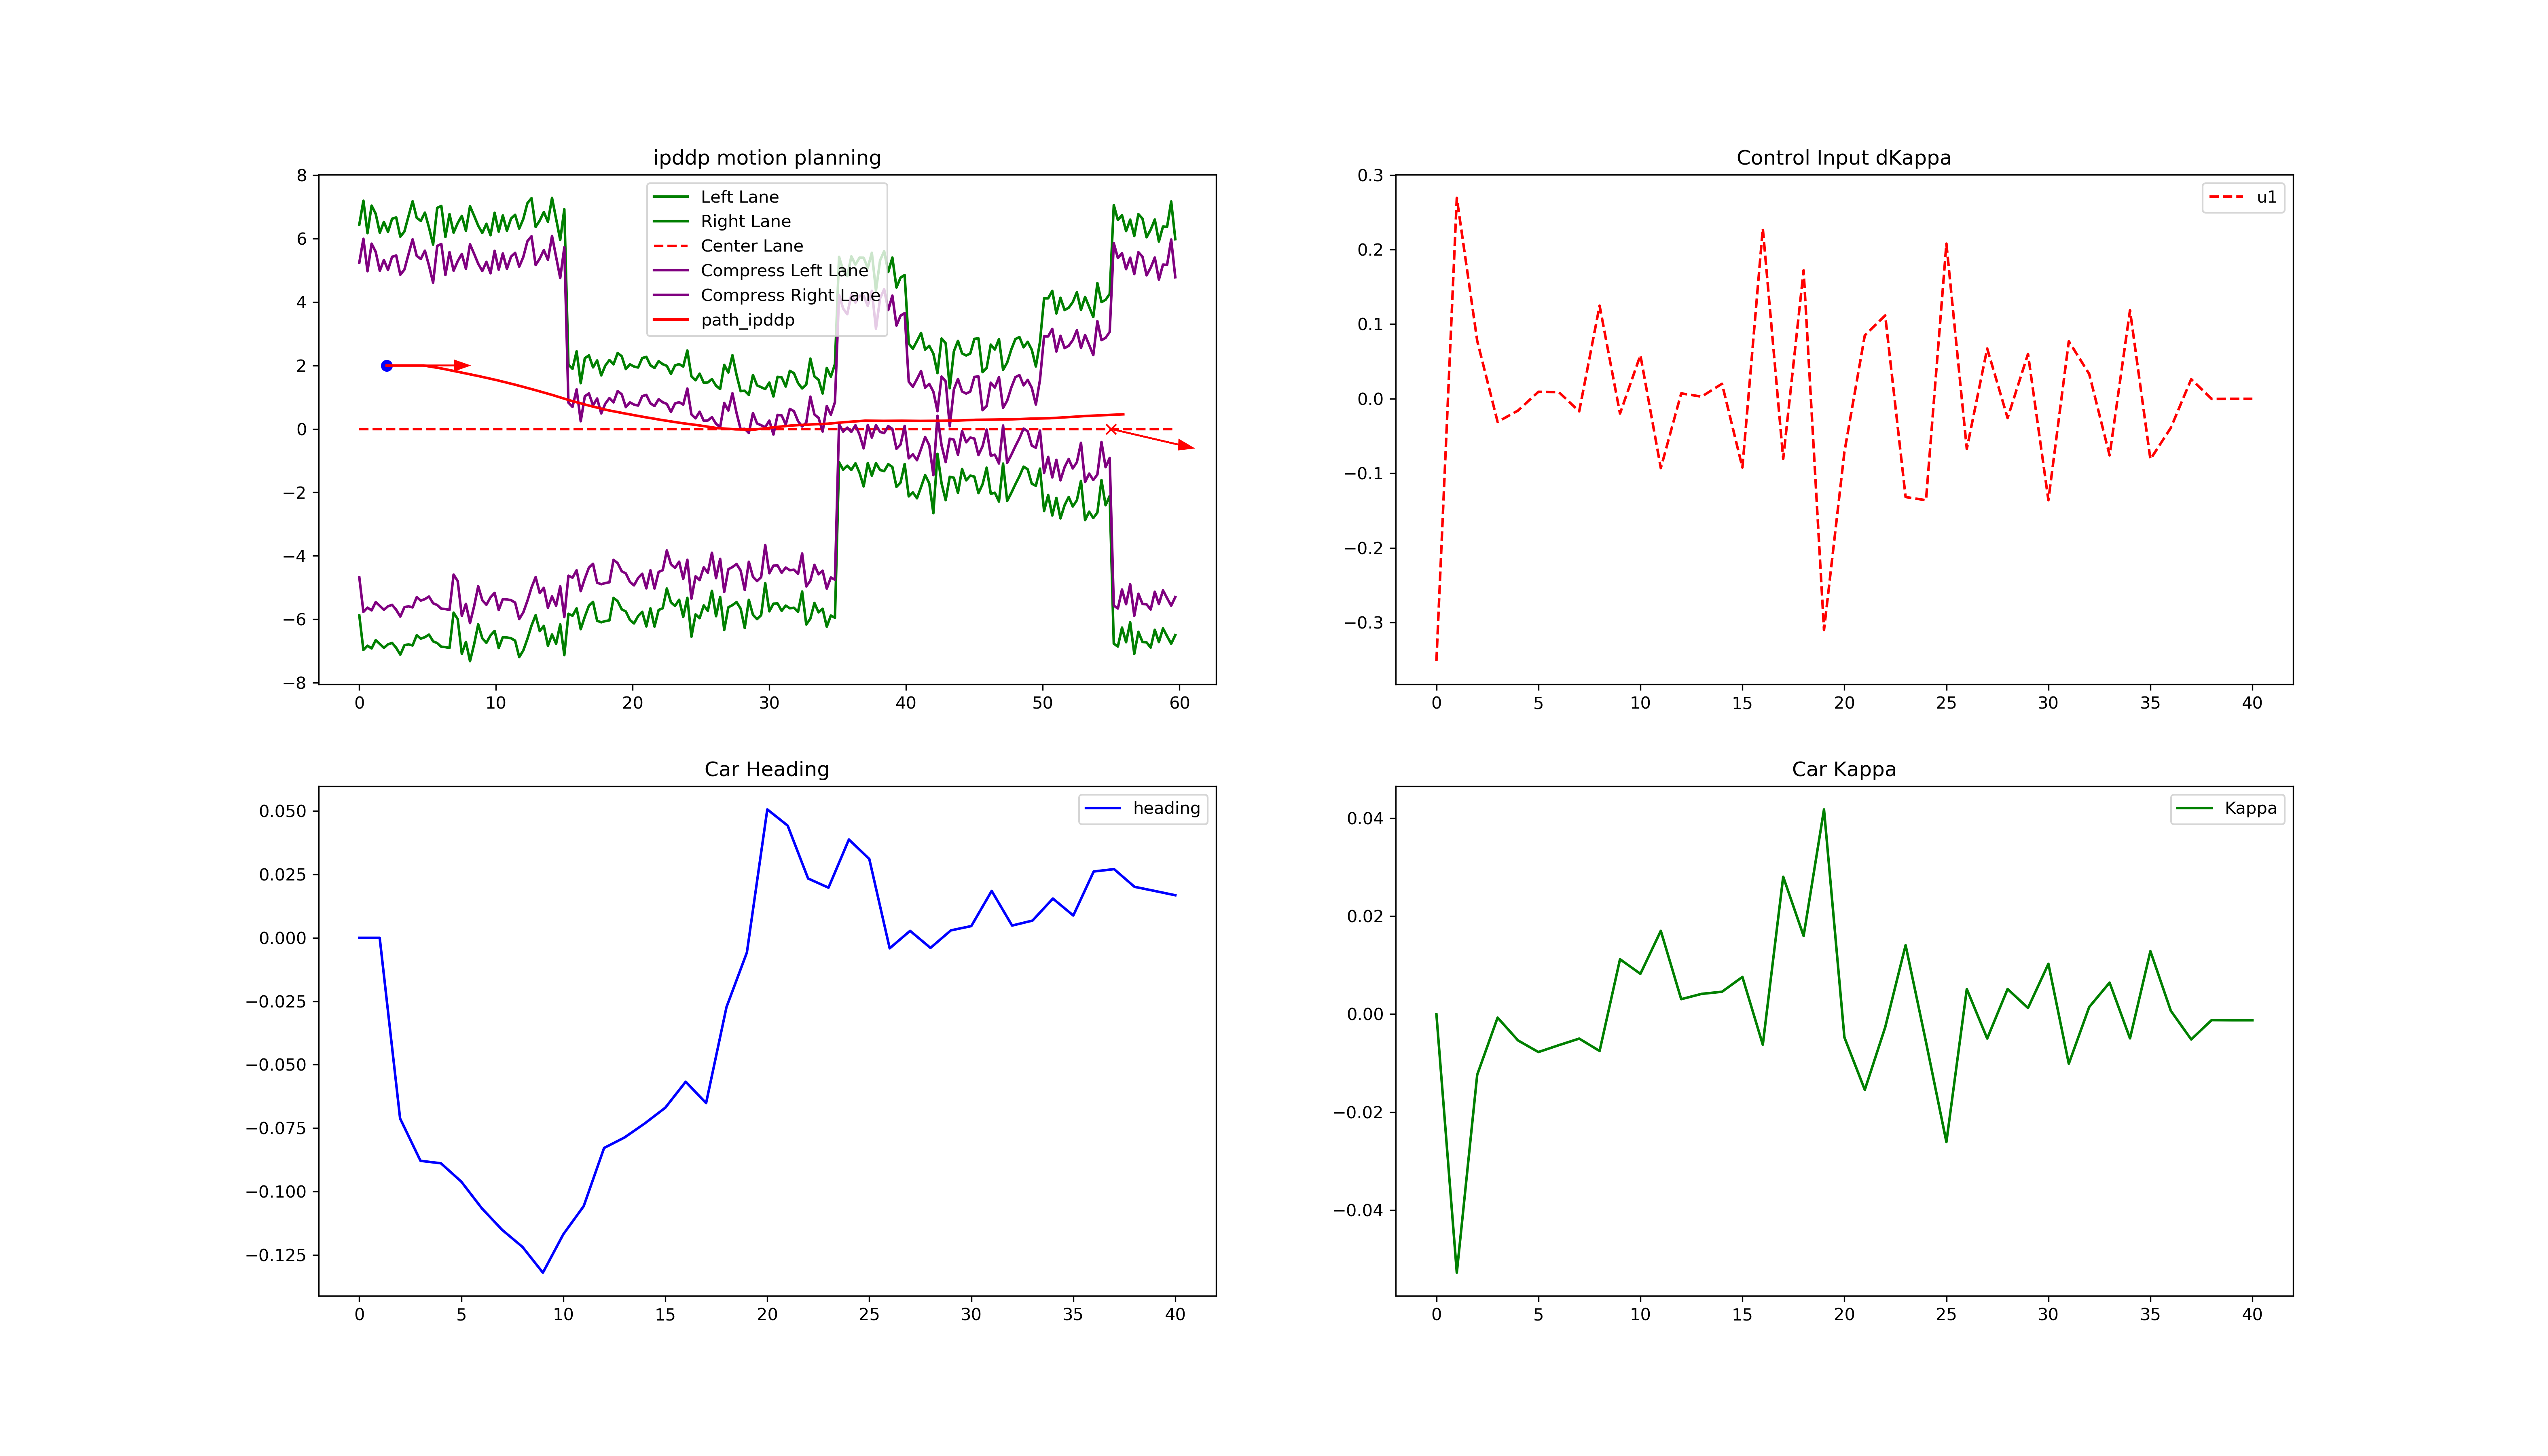 ipddp motion planning
8
6
4
2
0
−2
−4
−6
−8
Left Lane
Right Lane
Center Lane
Compress Left Lane
Compress Right Lane
path_ipddp
0 10 20 30 40 50 60
Control Input dKappa
0.3
0.2
0.1
0.0
−0.1
−0.2
−0.3
u1
0 5 10 15 20 25 30 35 40
Car Heading
0.050
0.025
0.000
−0.025
−0.050
−0.075
−0.100
−0.125
heading
0 5 10 15 20 25 30 35 40
Car Kappa
0.04
0.02
0.00
−0.02
−0.04
Kappa
0 5 10 15 20 25 30 35 40